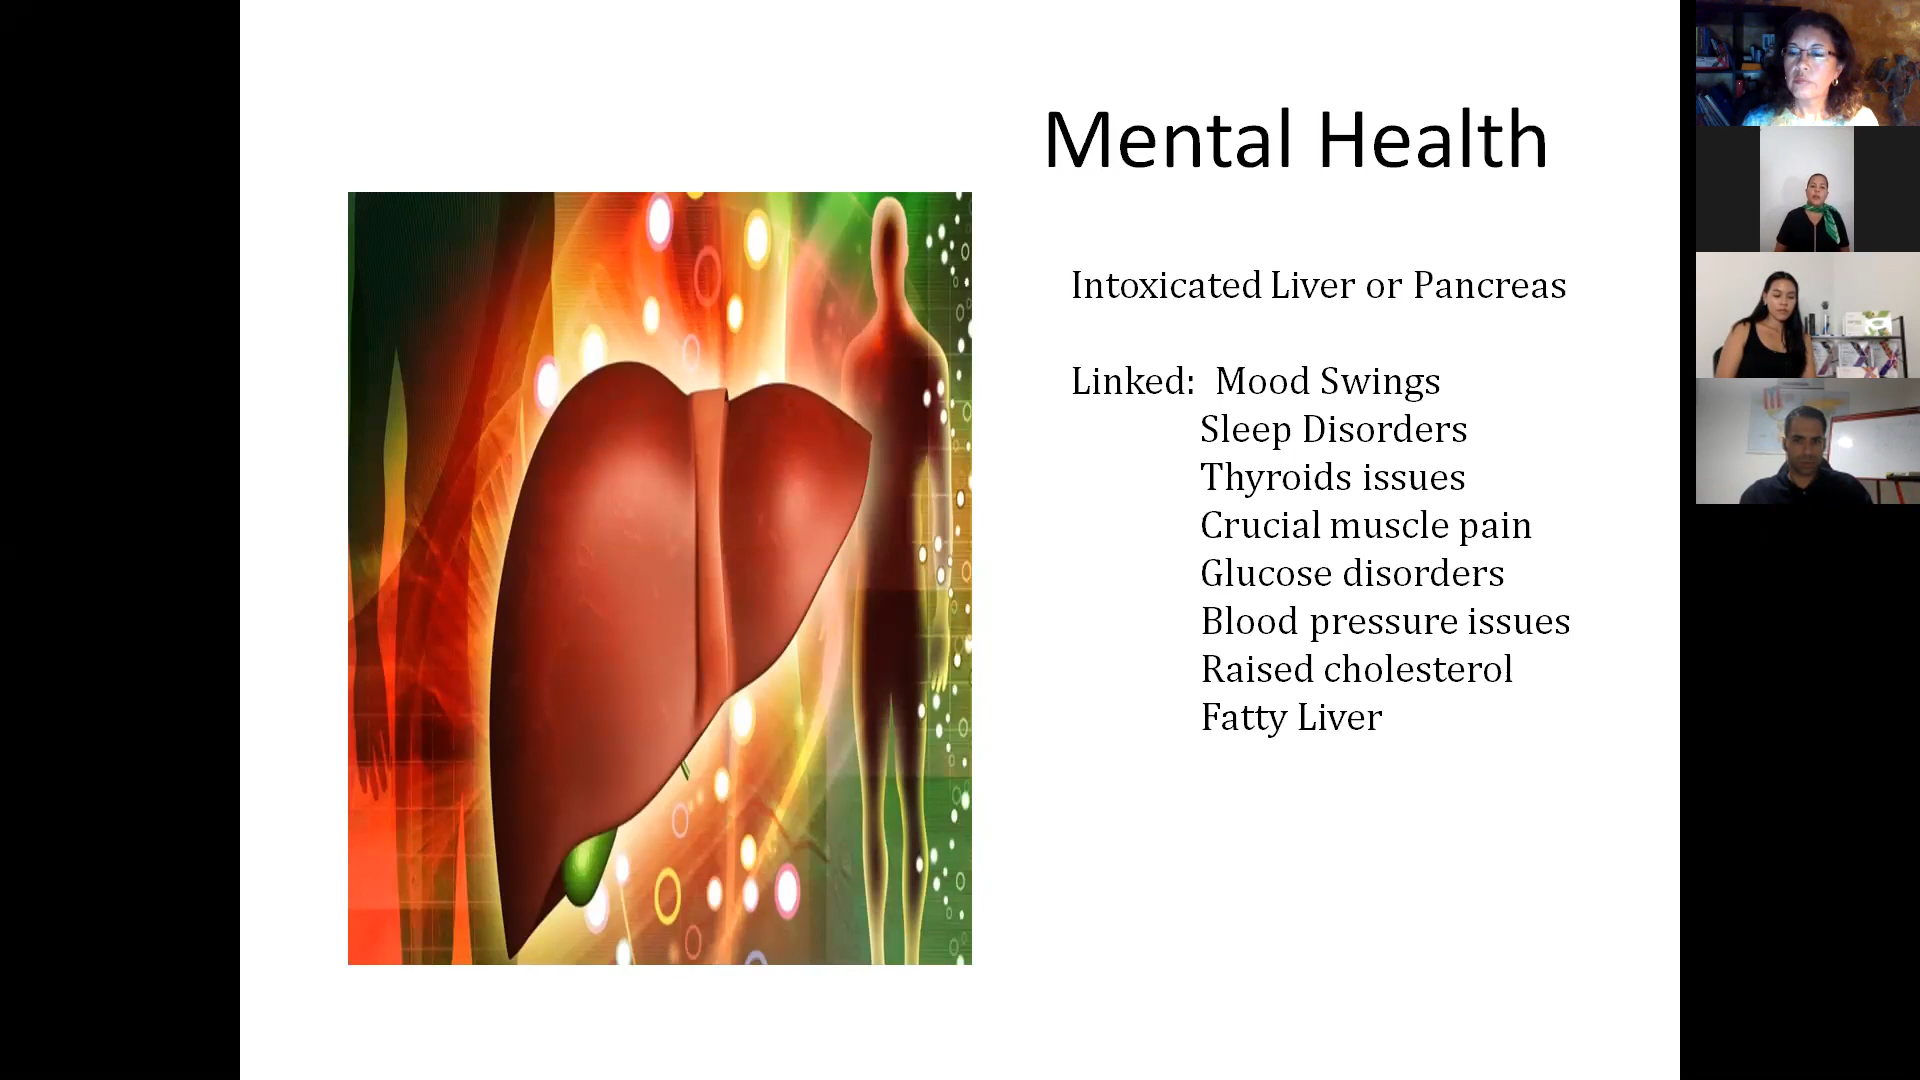 Mental Health
Intoxicated Liver or Pancreas
Linked: Mood Swings
Sleep Disorders
Thyroids issues
Crucial muscle pain
Glucose disorders
Blood pressure issues
Raised cholesterol
Fatty Liver